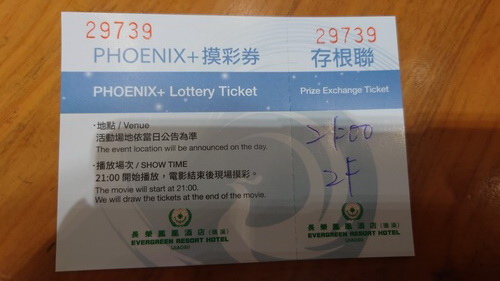 29739
PHOENIX+摸彩券
PHOENIX+ Lottery Ticket
·地點 / Venue
活動場地依當日公告為準
The event location will be announced on the day.
·播放場次 / SHOW TIME
21:00 開始播放，電影結束後現場摸彩。
The movie will start at 21:00.
We will draw the tickets at the end of the movie.
長榮鳳凰酒店(礁溪)
EVERGREEN RESORT HOTEL
(JIAOSI)
29739
存根聯
Prize Exchange Ticket
21:00
2F
長榮鳳凰酒店(礁溪)
EVERGREEN RESORT HOTEL
(JIAOSI)